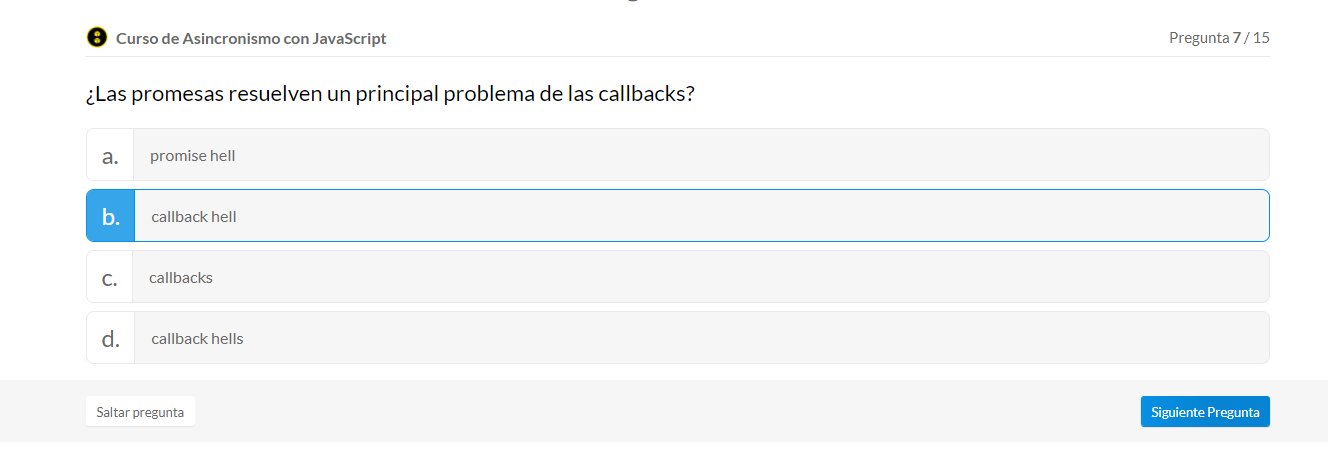 Curso de Asincronismo con JavaScript
Pregunta 7 / 15
¿Las promesas resuelven un principal problema de las callbacks?
a. promise hell
b. callback hell
c. callbacks
d. callback hells
Saltar pregunta
Siguiente Pregunta